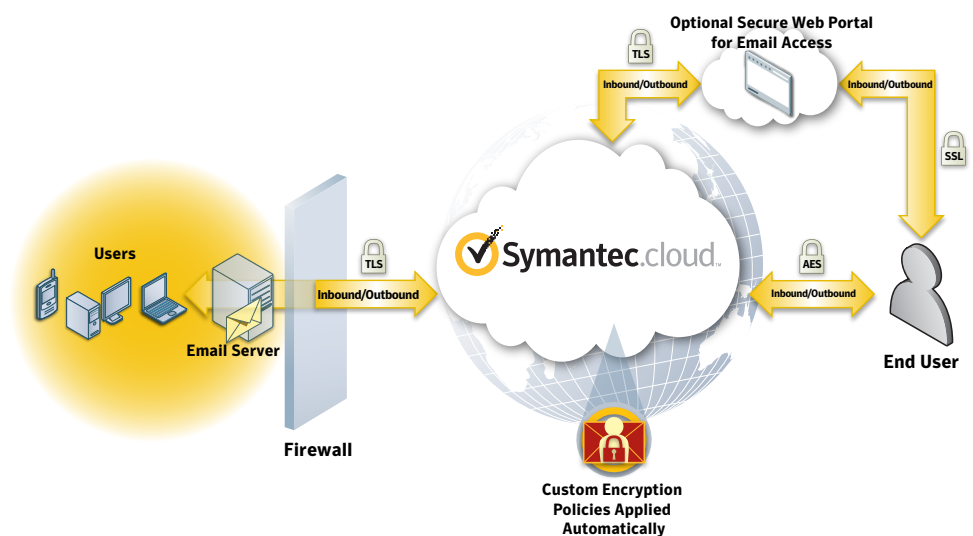 Optional Secure Web Portal
for Email Access
TLS
Inbound/Outbound
Inbound/Outbound
SSL
Users
TLS
Symantec.cloud™
AES
Inbound/Outbound
Inbound/Outbound
Email Server
End User
Firewall
Custom Encryption
Policies Applied
Automatically